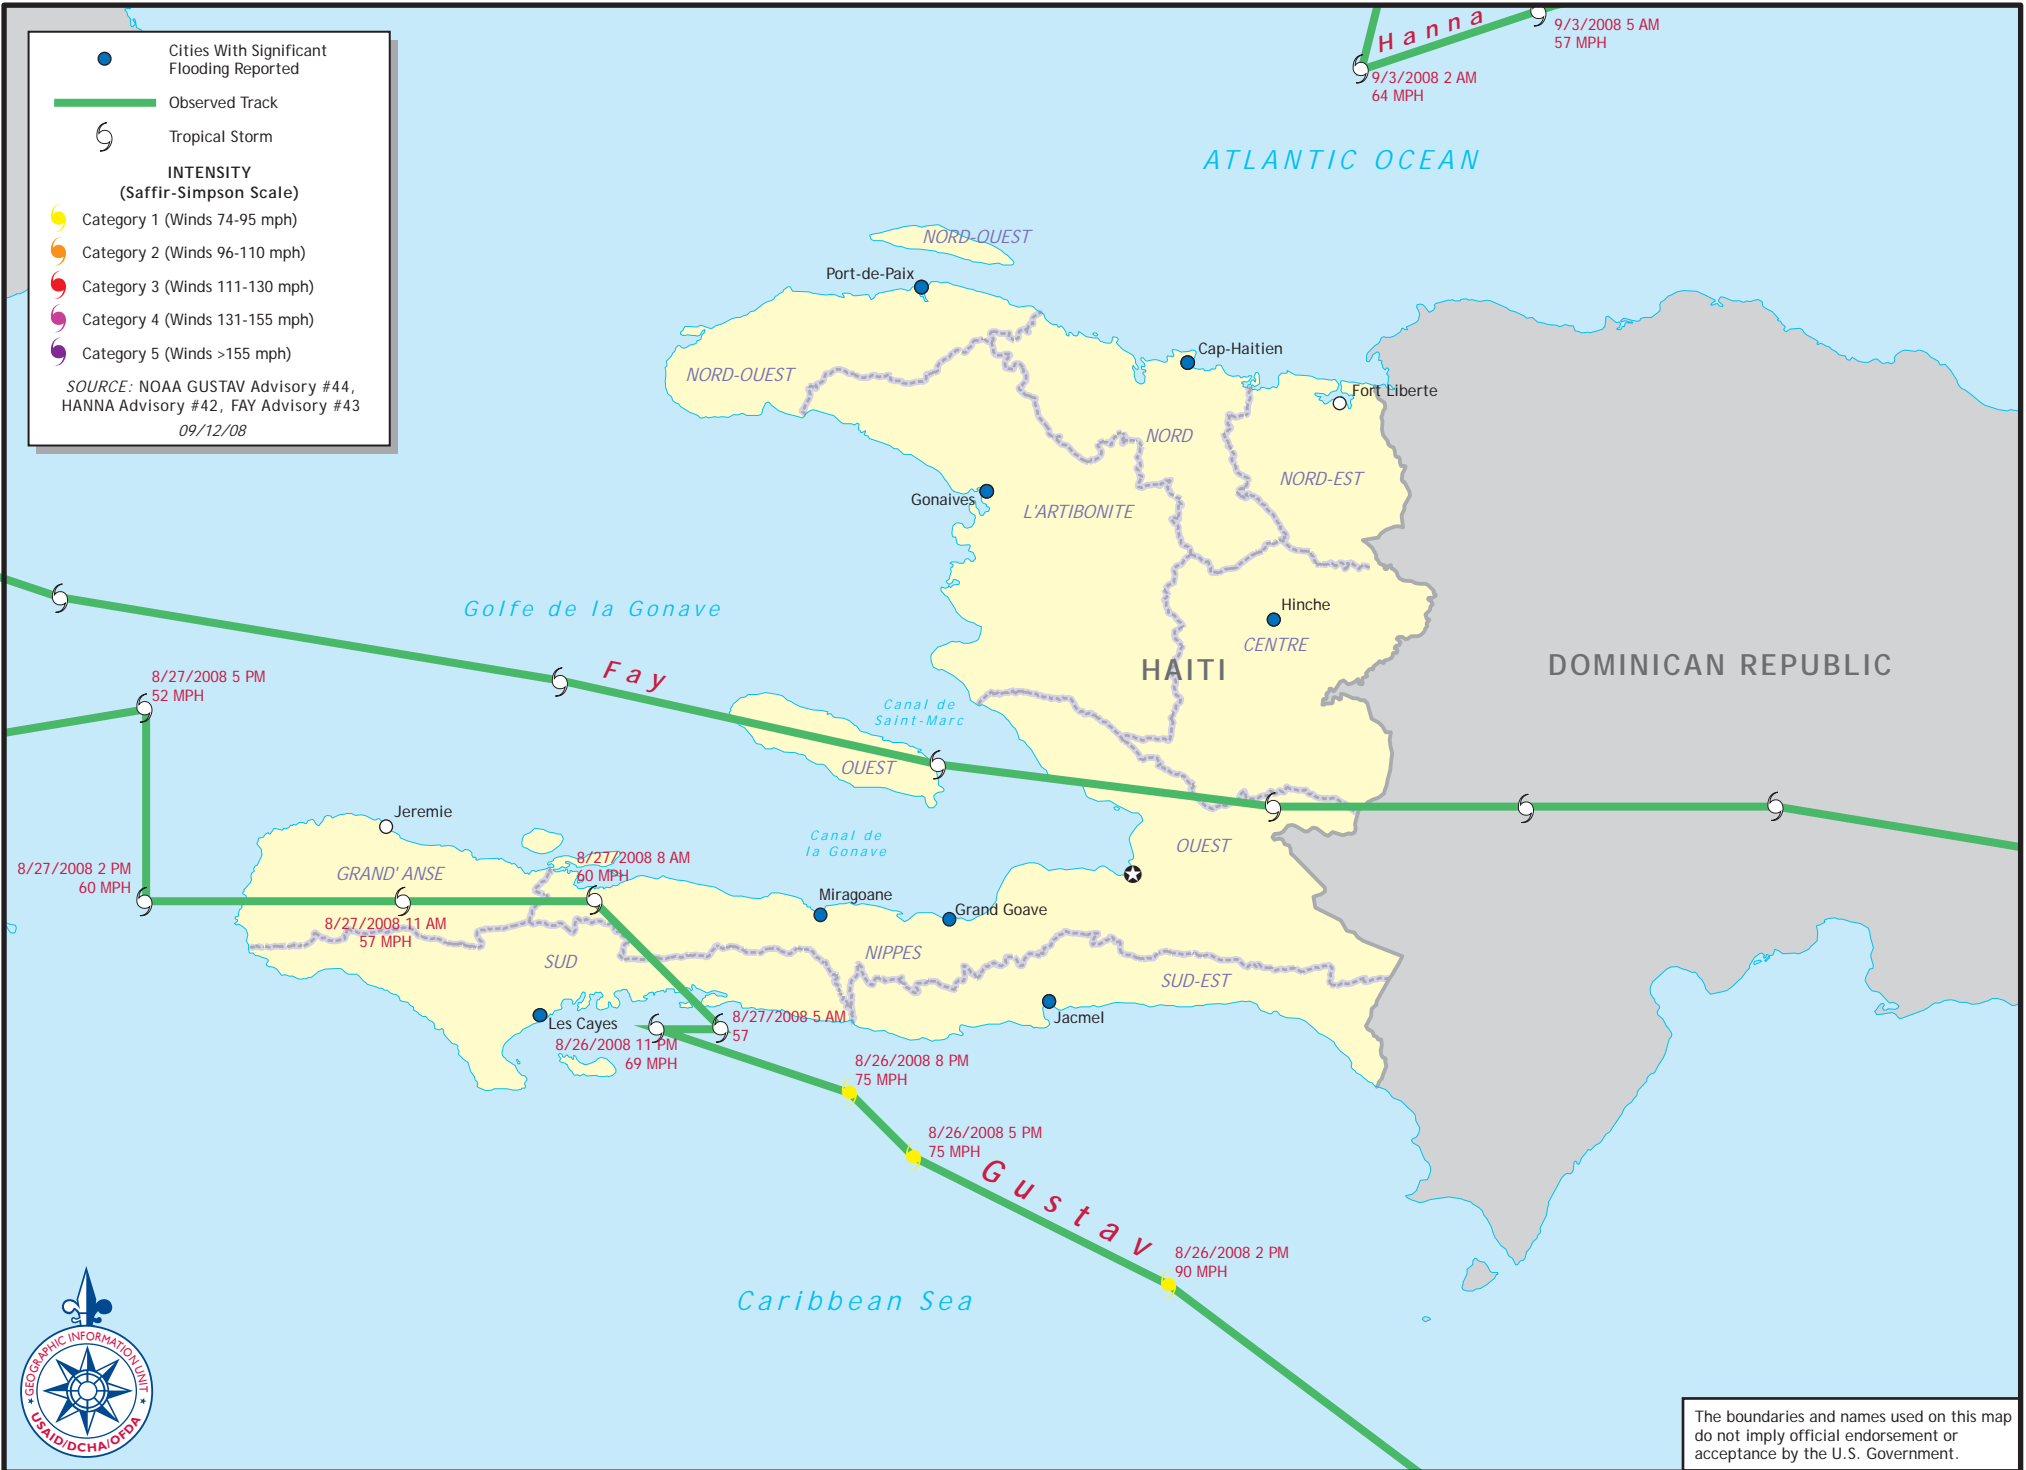 Cities With Significant
Flooding Reported
Observed Track
Tropical Storm
INTENSITY
(Saffir-Simpson Scale)
Category 1 (Winds 74-95 mph)
Category 2 (Winds 96-110 mph)
Category 3 (Winds 111-130 mph)
Category 4 (Winds 131-155 mph)
Category 5 (Winds >155 mph)
SOURCE: NOAA GUSTAV Advisory #44,
HANNA Advisory #42, FAY Advisory #43
09/12/08
Hanna
9/3/2008 5 AM
57 MPH
9/3/2008 2 AM
64 MPH
ATLANTIC OCEAN
NORD-OUEST
Port-de-Paix
Cap-Haitien
NORD-OUEST
Fort Liberte
NORD
NORD-EST
Gonaives
L'ARTIBONITE
Golfe de la Gonave
Hinche
CENTRE
HAITI
DOMINICAN REPUBLIC
Fay
8/27/2008 5 PM
52 MPH
Canal de
Saint-Marc
OUEST
Jeremie
Canal de
la Gonave
OUEST
8/27/2008 2 PM
60 MPH
GRAND' ANSE
8/27/2008 8 AM
60 MPH
Miragoane
Grand Goave
8/27/2008 11 AM
57 MPH
NIPPES
SUD
SUD-EST
Les Cayes
8/27/2008 5 AM
57
Jacmel
8/26/2008 11 PM
69 MPH
8/26/2008 8 PM
75 MPH
8/26/2008 5 PM
75 MPH
Gustav
8/26/2008 2 PM
90 MPH
Caribbean Sea
GEOGRAPHIC INFORMATION UNIT
USAID/DCHA/OFDA
The boundaries and names used on this map
do not imply official endorsement or
acceptance by the U.S. Government.